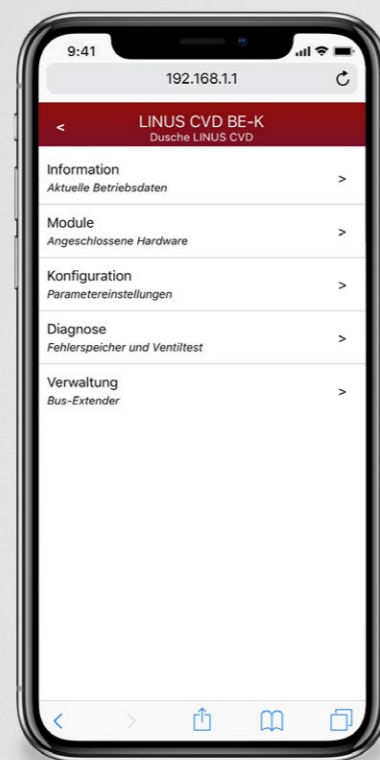 9:41
192.168.1.1
<
LINUS CVD BE-K
Dusche LINUS CVD
Information
Aktuelle Betriebsdaten
>
Module
Angeschlossene Hardware
>
Konfiguration
Parametereinstellungen
>
Diagnose
Fehlerspeicher und Ventiltest
>
Verwaltung
Bus-Extender
>